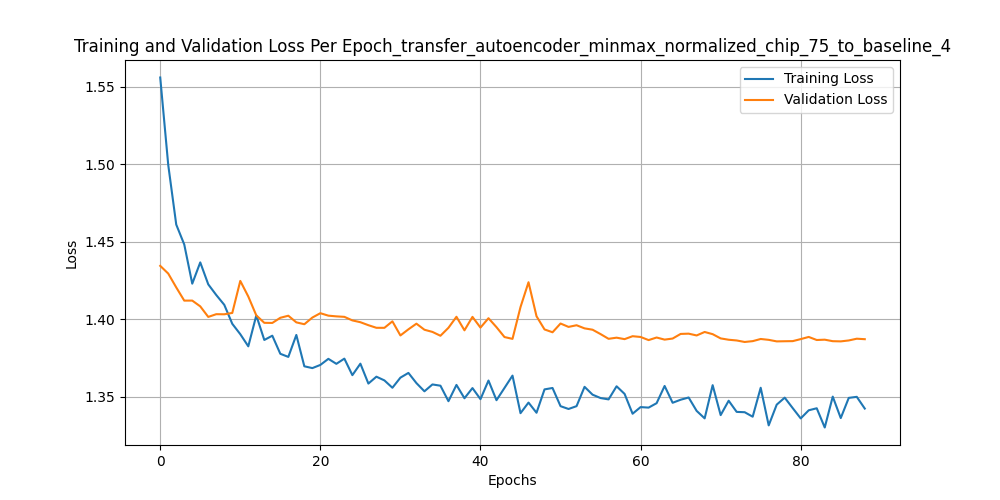 Training and Validation Loss Per Epoch_transfer_autoencoder_minmax_normalized_chip_75_to_baseline_4
Training Loss
Validation Loss
1.55
1.50
1.45
1.40
1.35
Loss
0
20
40
60
80
Epochs